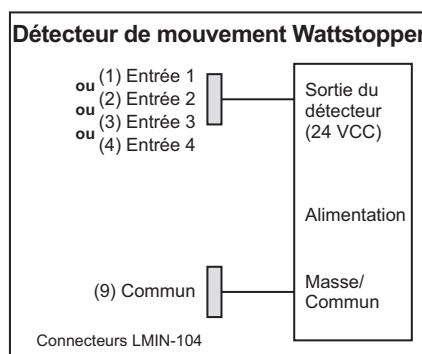 Détecteur de mouvement Wattstopper
ou (1) Entrée 1
ou (2) Entrée 2
ou (3) Entrée 3
(4) Entrée 4
Sortie du
détecteur
(24 VCC)
Alimentation
(9) Commun
Masse/
Commun
Connecteurs LMIN-104